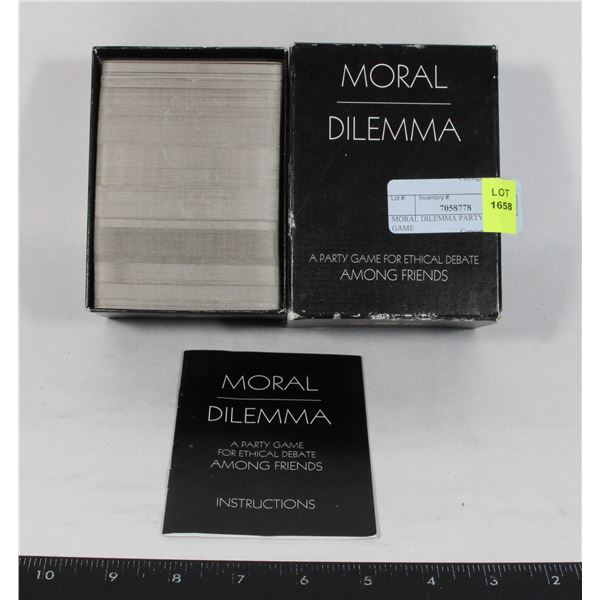 MORAL
DILEMMA
Lot #:
Inventory #:
7058778
MORAL DILEMMA PARTY
GAME
LOT
1658
A PARTY GAME FOR ETHICAL DEBATE
AMONG FRIENDS
MORAL
DILEMMA
A PARTY GAME
FOR ETHICAL DEBATE
AMONG FRIENDS
INSTRUCTIONS
10 9 8 7 6 5 4 3 2